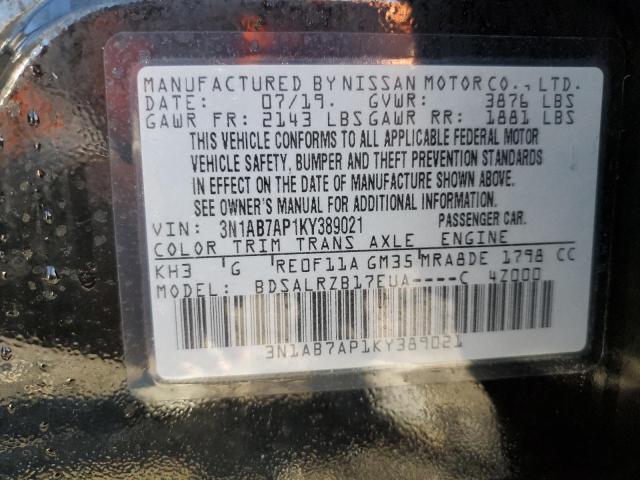 MANUFACTURED BY NISSAN MOTOR CO., LTD.
DATE: 07/19. GVWR: 3876 LBS
GAWR FR: 2143 LBS GAWR RR: 1881 LBS
THIS VEHICLE CONFORMS TO ALL APPLICABLE FEDERAL MOTOR
VEHICLE SAFETY, BUMPER AND THEFT PREVENTION STANDARDS
IN EFFECT ON THE DATE OF MANUFACTURE SHOWN ABOVE.
SEE OWNER'S MANUAL FOR ADDITIONAL INFORMATION.
VIN: 3N1AB7AP1KY389021 PASSENGER CAR.
COLOR TRIM TRANS AXLE ENGINE
KH3 G RE0F11A GM35 MRA8DE 1798 CC
MODEL: BDSALRZB17EUA----C 4Z000
3N1AB7AP1KY389021